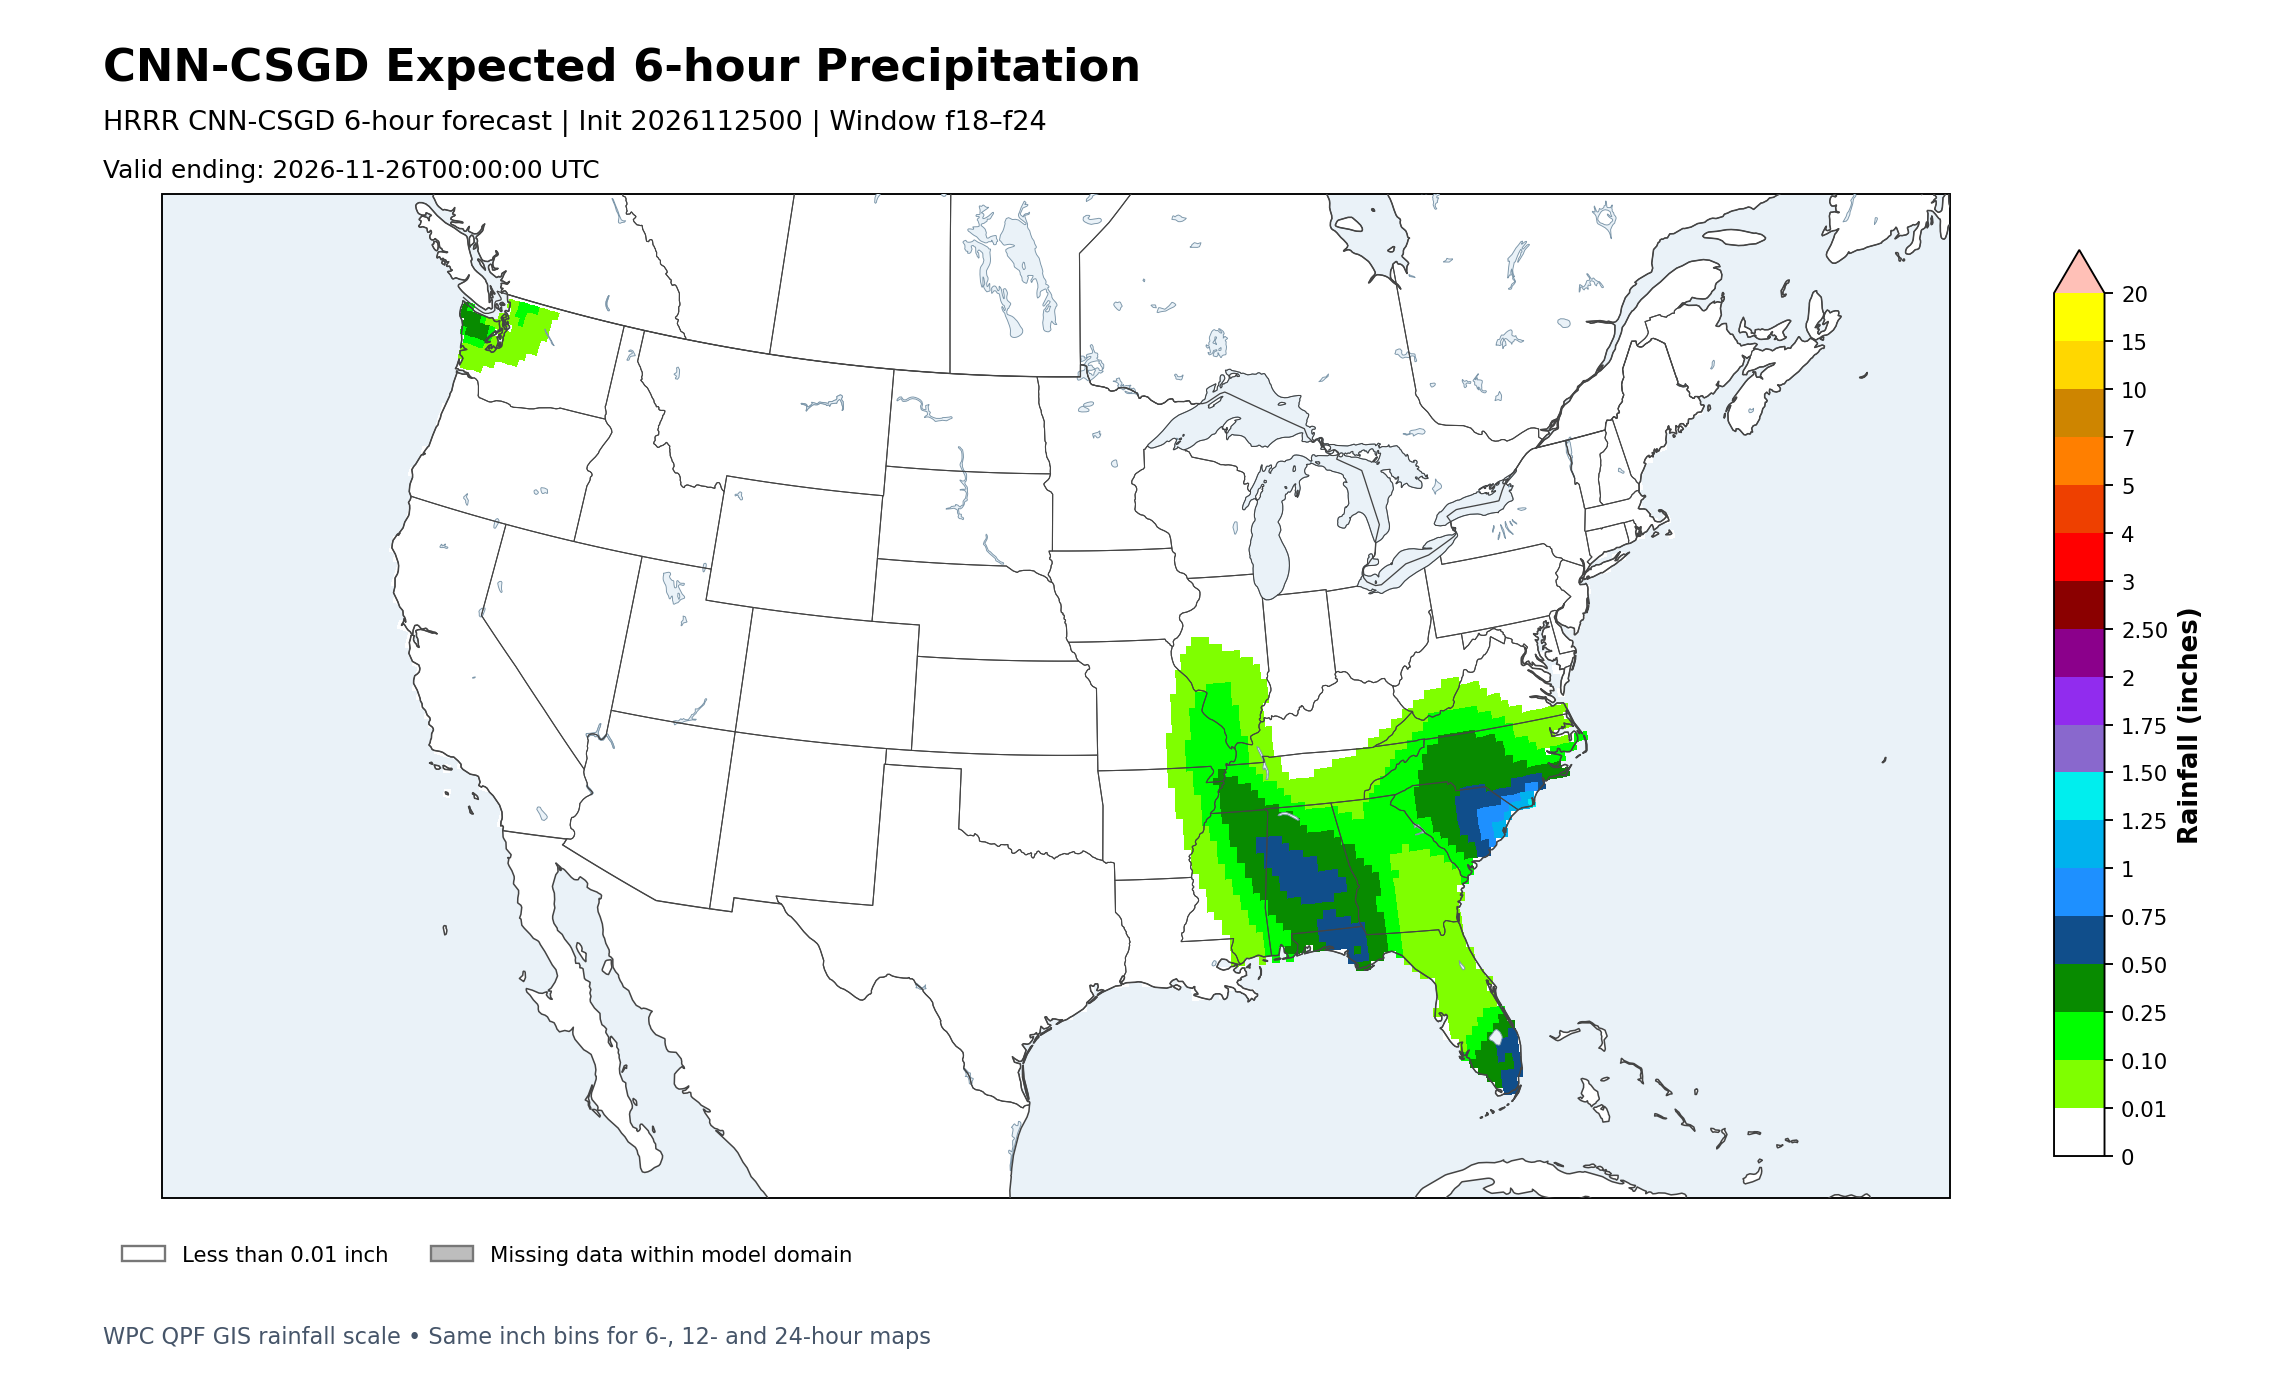 CNN-CSGD Expected 6-hour Precipitation
HRRR CNN-CSGD 6-hour forecast | Init 2026112500 | Window f18–f24
Valid ending: 2026-11-26T00:00:00 UTC
20
15
10
7
5
4
3
2.50
2
1.75
1.50
1.25
1
0.75
0.50
0.25
0.10
0.01
0
Rainfall (inches)
Less than 0.01 inch
Missing data within model domain
WPC QPF GIS rainfall scale • Same inch bins for 6-, 12- and 24-hour maps